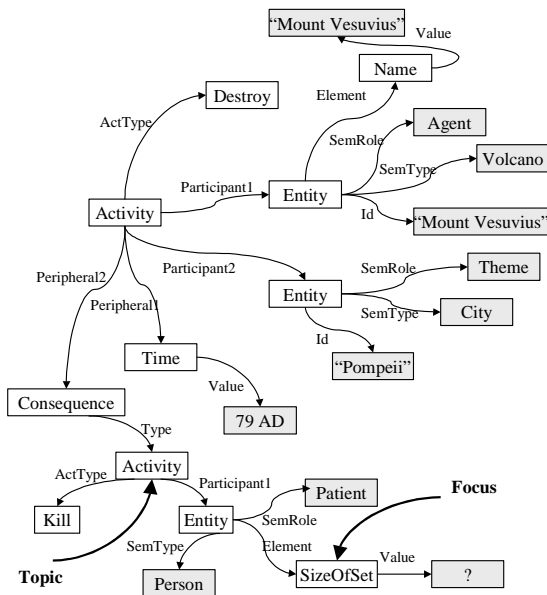 “Mount Vesuvius”
Value
Name
Destroy
Element
ActType
SemRole
Agent
SemType
Volcano
Participant1
Entity
Activity
Id
“Mount Vesuvius”
Peripheral2
Participant2
SemRole
Theme
Peripheral1
Entity
SemType
City
Id
Time
“Pompeii”
Value
Consequence
79 AD
Type
Activity
ActType
Participant1
Patient
Focus
Kill
Entity
SemRole
SemType
Element
Topic
Person
SizeOfSet
Value
?